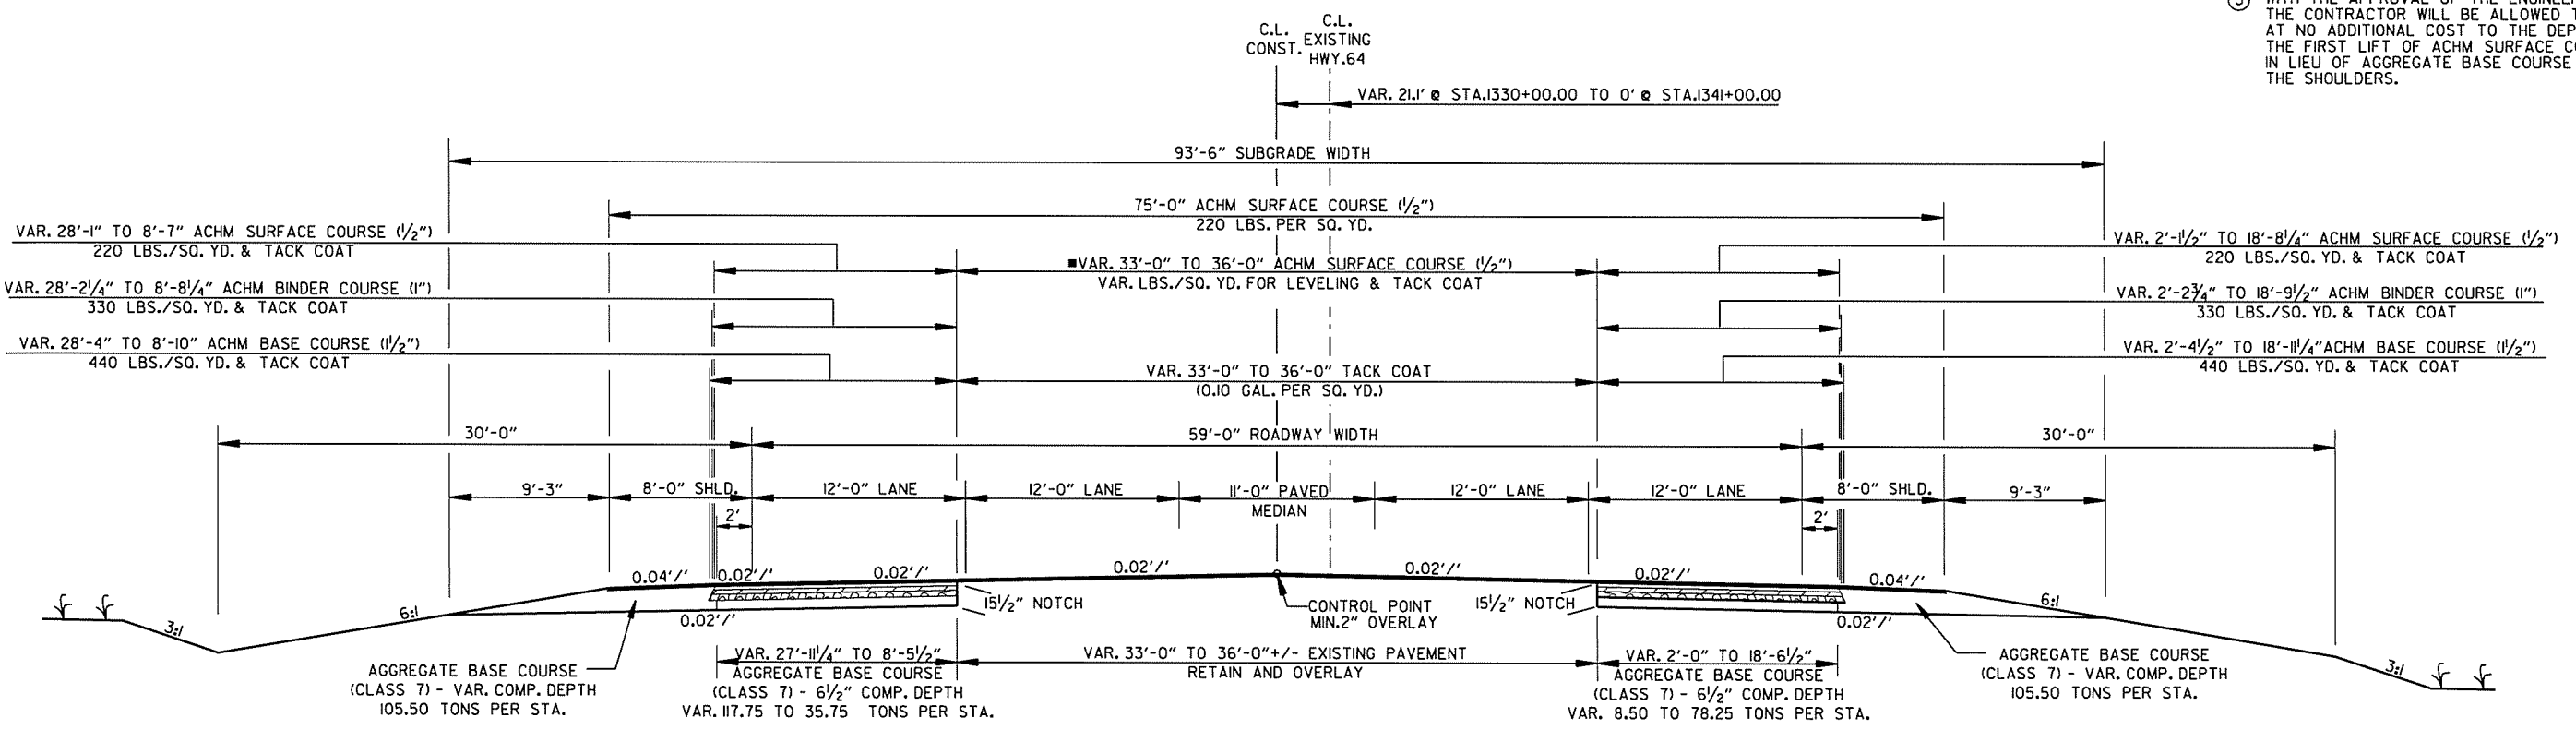 ③ WITH THE APPROVAL OF THE ENGINEER
THE CONTRACTOR WILL BE ALLOWED
AT NO ADDITIONAL COST TO THE
THE FIRST LIFT OF ACHM SURFACE
IN LIEU OF AGGREGATE BASE COURSE
THE SHOULDERS.
C.L.
CONST.
C.L.
EXISTING
HWY.64
VAR. 21.1' @ STA.1330+00.00 TO 0' @ STA.1341+00.00
93'-6" SUBGRADE WIDTH
75'-0" ACHM SURFACE COURSE (1/2")
220 LBS. PER SQ. YD.
VAR. 28'-1" TO 8'-7" ACHM SURFACE COURSE (1/2")
220 LBS./SQ. YD. & TACK COAT
■VAR. 33'-0" TO 36'-0" ACHM SURFACE COURSE (1/2")
VAR. LBS./SQ. YD. FOR LEVELING & TACK COAT
VAR. 2'-1 1/2" TO 18'-8 1/4" ACHM SURFACE COURSE (1/2")
220 LBS./SQ. YD. & TACK COAT
VAR. 28'-2 1/4" TO 8'-8 1/4" ACHM BINDER COURSE (1")
330 LBS./SQ. YD. & TACK COAT
VAR. 2'-2 3/4" TO 18'-9 1/2" ACHM BINDER COURSE (1")
330 LBS./SQ. YD. & TACK COAT
VAR. 28'-4" TO 8'-10" ACHM BASE COURSE (1 1/2")
440 LBS./SQ. YD. & TACK COAT
VAR. 33'-0" TO 36'-0" TACK COAT
(0.10 GAL. PER SQ. YD.)
VAR. 2'-4 1/2" TO 18'-11 1/4" ACHM BASE COURSE (1 1/2")
440 LBS./SQ. YD. & TACK COAT
30'-0"
59'-0" ROADWAY WIDTH
30'-0"
9'-3"
8'-0" SHLD.
12'-0" LANE
12'-0" LANE
11'-0" PAVED
MEDIAN
12'-0" LANE
12'-0" LANE
8'-0" SHLD.
9'-3"
2'
2'
0.04'/'
0.02'/'
0.02'/'
0.02'/'
0.02'/'
0.02'/'
0.04'/'
3:1
6:1
0.02'/'
15 1/2" NOTCH
CONTROL POINT
MIN.2" OVERLAY
15 1/2" NOTCH
0.02'/'
6:1
3:1
AGGREGATE BASE COURSE
(CLASS 7) - VAR. COMP. DEPTH
105.50 TONS PER STA.
VAR. 27'-11 1/4" TO 8'-5 1/2"
AGGREGATE BASE COURSE
(CLASS 7) - 6 1/2" COMP. DEPTH
VAR. 117.75 TO 35.75 TONS PER STA.
VAR. 33'-0" TO 36'-0"+/- EXISTING PAVEMENT
RETAIN AND OVERLAY
VAR. 2'-0" TO 18'-6 1/2"
AGGREGATE BASE COURSE
(CLASS 7) - 6 1/2" COMP. DEPTH
VAR. 8.50 TO 78.25 TONS PER STA.
AGGREGATE BASE COURSE
(CLASS 7) - VAR. COMP. DEPTH
105.50 TONS PER STA.